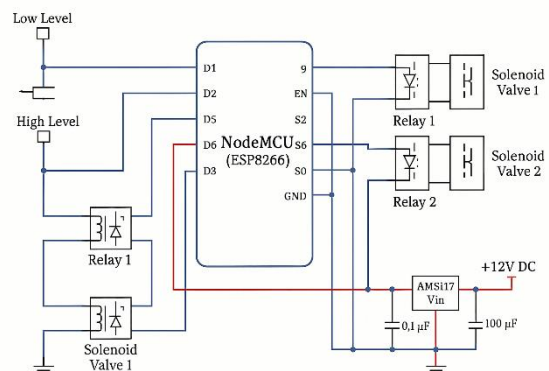 Low Level
High Level
D1
D2
D5
D6
D3
NodeMCU
(ESP8266)
9
EN
S2
S6
S0
GND
Relay 1
Solenoid
Valve 1
Relay 2
Solenoid
Valve 2
Relay 1
Solenoid
Valve 1
+12V DC
AMSi17
Vin
0,1 µF
100 µF